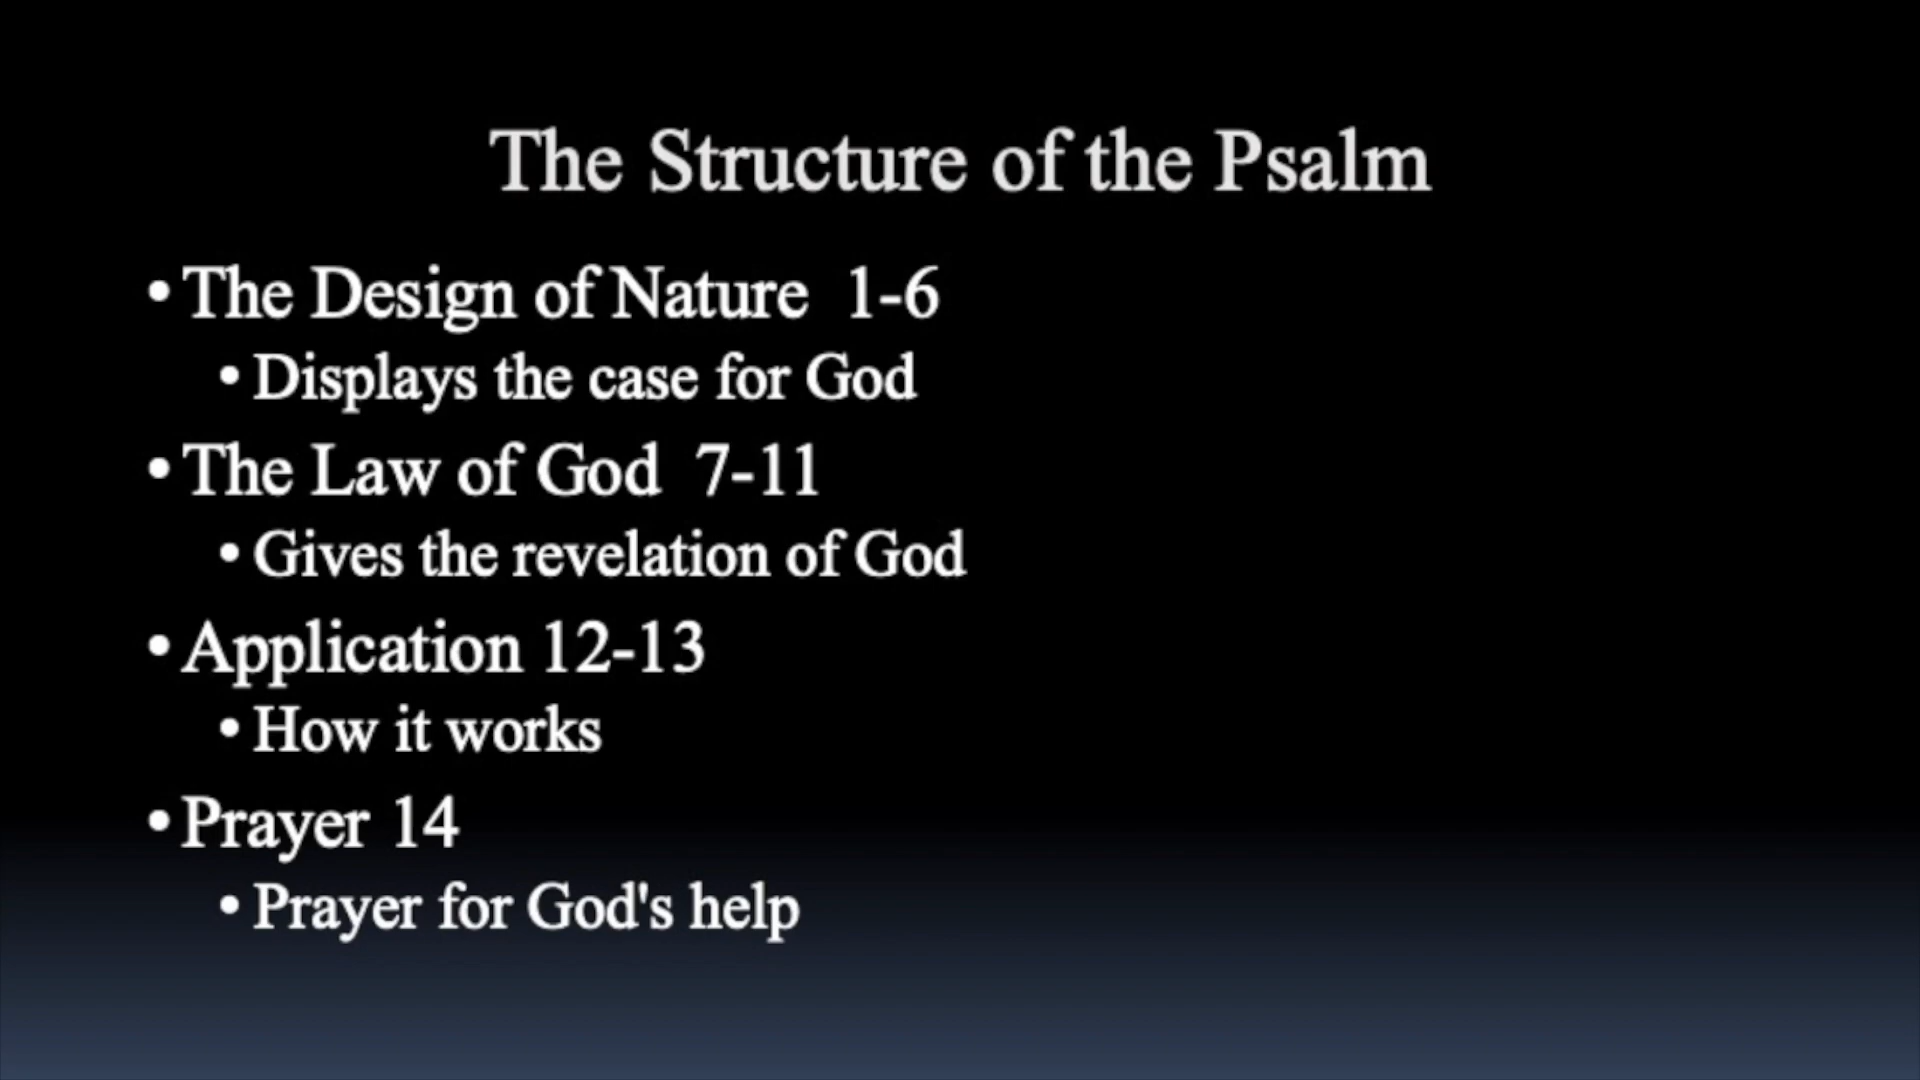 The Structure of the Psalm
• The Design of Nature  1-6
• Displays the case for God
• The Law of God  7-11
• Gives the revelation of God
• Application 12-13
• How it works
• Prayer 14
• Prayer for God's help